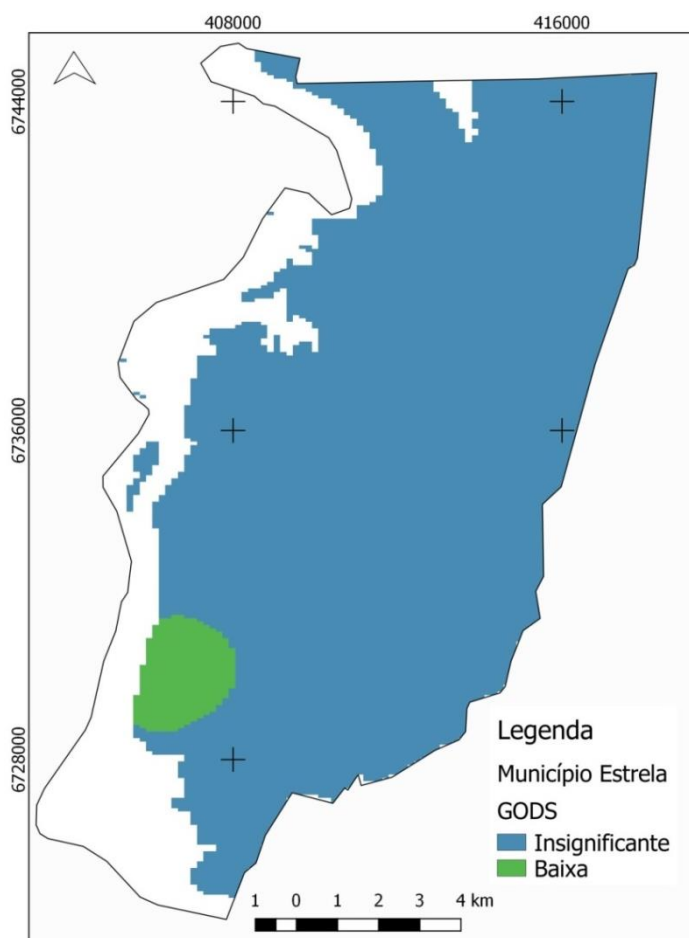 408000 416000
6744000
6736000
6728000
Legenda
Município Estrela
GODS
Insignificante
Baixa
1 0 1 2 3 4 km